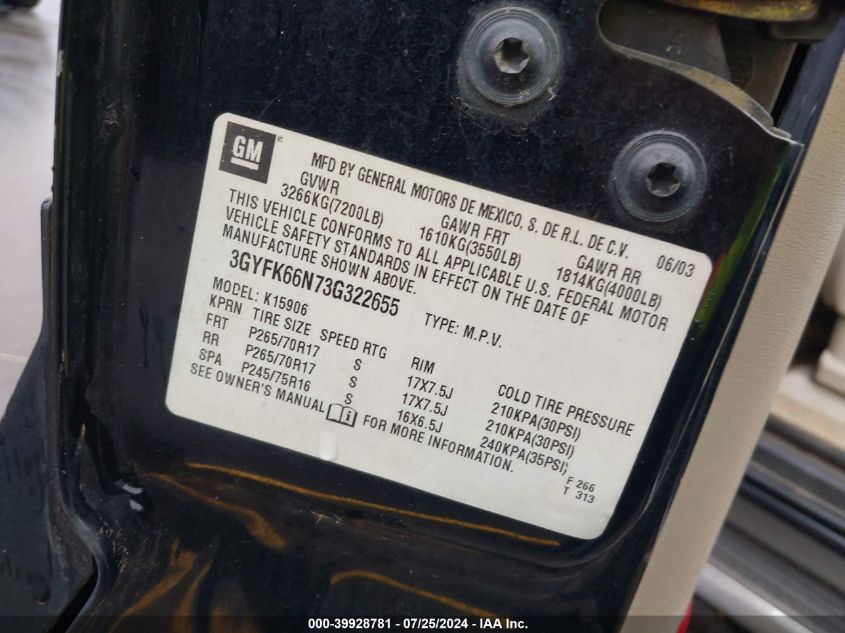 GM
MFD BY GENERAL MOTORS DE MEXICO, S. DE R.L. DE C.V. 06/03
GVWR GAWR FRT GAWR RR
3266KG(7200LB) 1610KG(3550LB) 1814KG(4000LB)
THIS VEHICLE CONFORMS TO ALL APPLICABLE U.S. FEDERAL MOTOR
VEHICLE SAFETY STANDARDS IN EFFECT ON THE DATE OF
MANUFACTURE SHOWN ABOVE.
3GYFK66N73G322655 TYPE: M.P.V.
MODEL: K15906
KPRN TIRE SIZE SPEED RTG RIM COLD TIRE PRESSURE
FRT P265/70R17 S 17X7.5J 210KPA(30PSI)
RR P265/70R17 S 17X7.5J 210KPA(30PSI)
SPA P245/75R16 S 16X6.5J 240KPA(35PSI)
SEE OWNER'S MANUAL FOR MORE INFORMATION.
F 266
T 313
000-39928781 - 07/25/2024 - IAA Inc.